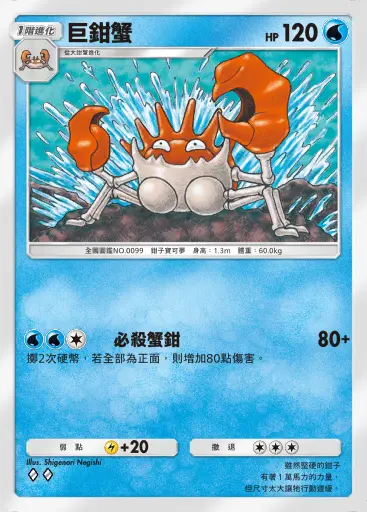 1階進化
巨鉗蟹
HP 120
從大鉗蟹進化
全國圖鑑NO.0099 鉗子寶可夢 身高：1.3m 體重：60.0kg
必殺蟹鉗 80+
擲2次硬幣，若全部為正面，則增加80點傷害。
弱點 +20 撤退
Illus. Shigenori Negishi
雖然堅硬的鉗子
有著1萬馬力的力量，
但尺寸太大讓牠行動遲緩。